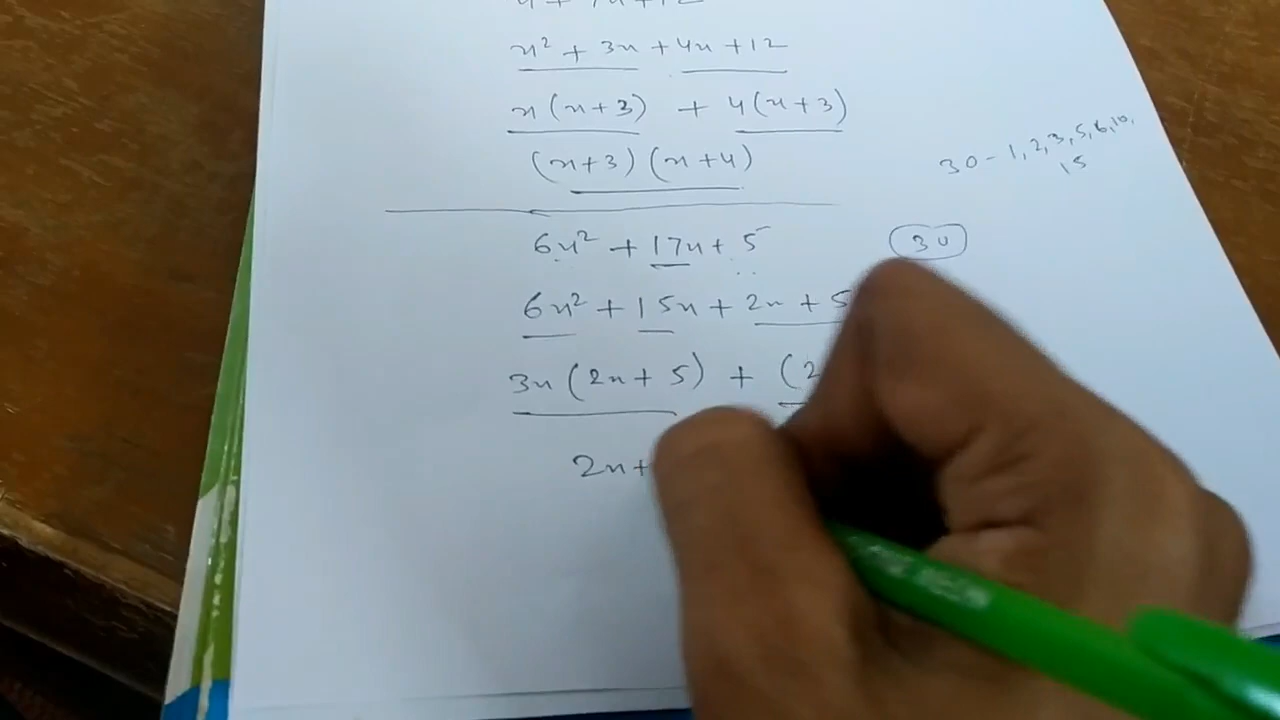 x² + 3x + 4x + 12
x(x+3) + 4(x+3)
(x+3)(x+4)
30 - 1, 2, 3, 5, 6, 10,
15
6x² + 17x + 5
30
6x² + 15x + 2x + 5
3x(2x+5) + (2
2x+